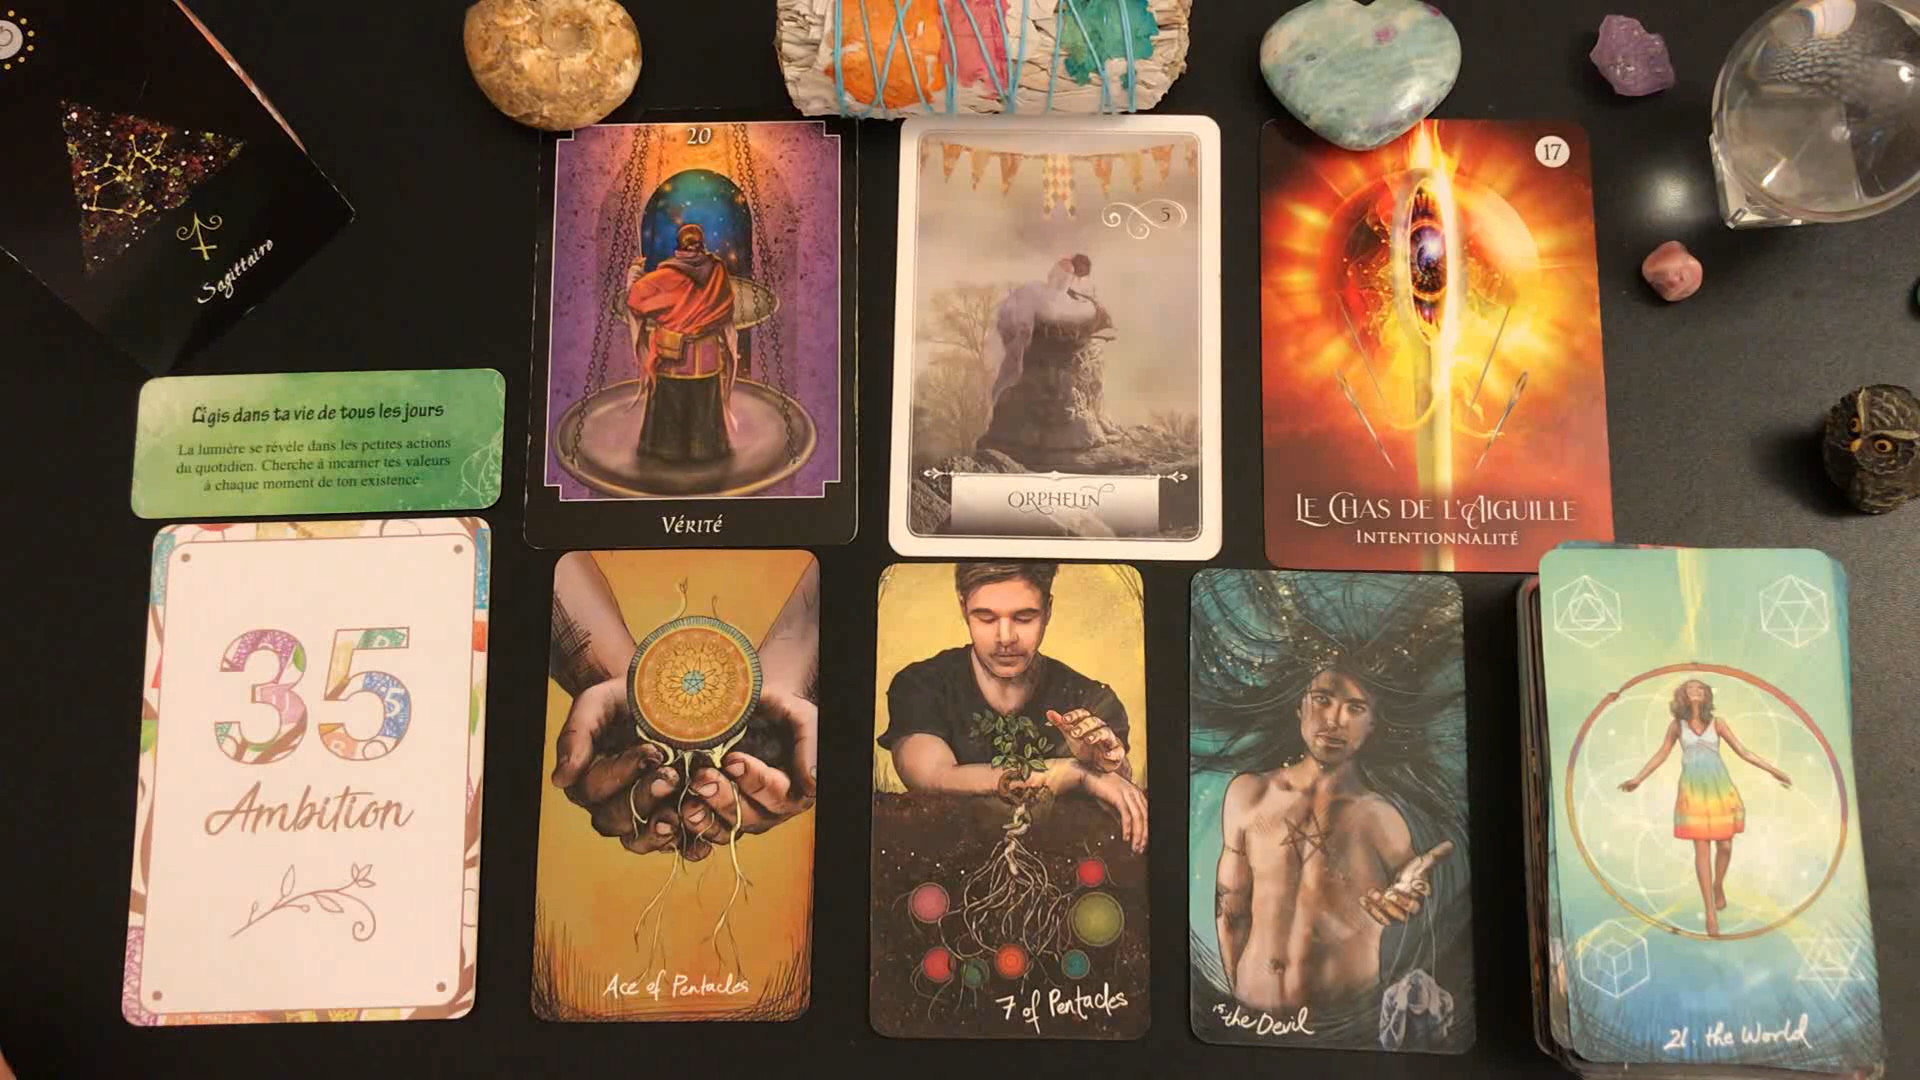 Sagittaire
Agis dans ta vie de tous les jours
La lumière se révèle dans les petites actions
du quotidien. Cherche à incarner tes valeurs
à chaque moment de ton existence.
20
Vérité
5
Orphelin
17
Le Chas de l'Aiguille
Intentionnalité
35
5
Ambition
Ace of Pentacles
7 of Pentacles
15 the Devil
21. the World